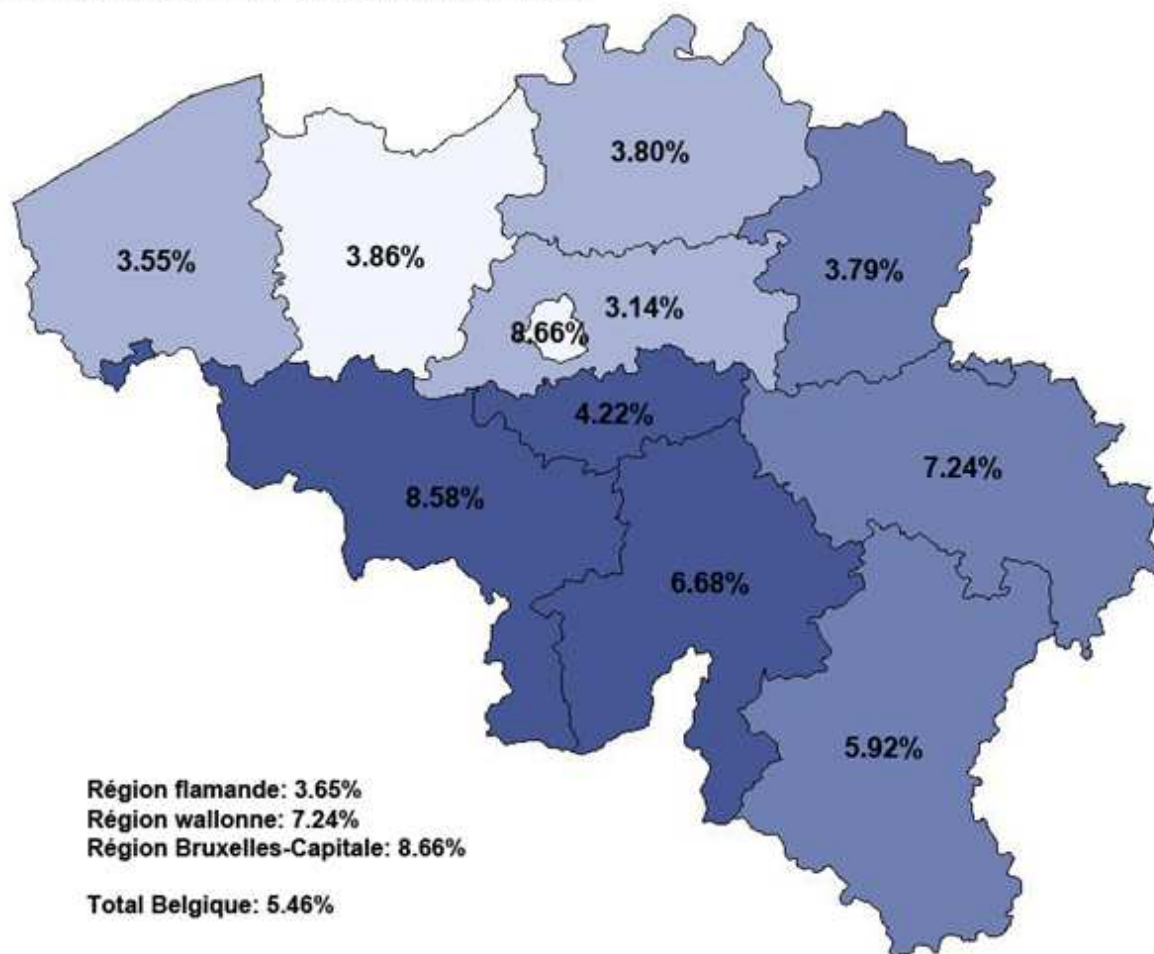 3.80%
3.55%
3.86%
3.79%
3.14%
8.66%
4.22%
7.24%
8.58%
6.68%
5.92%
Région flamande: 3.65%
Région wallonne: 7.24%
Région Bruxelles-Capitale: 8.66%
Total Belgique: 5.46%